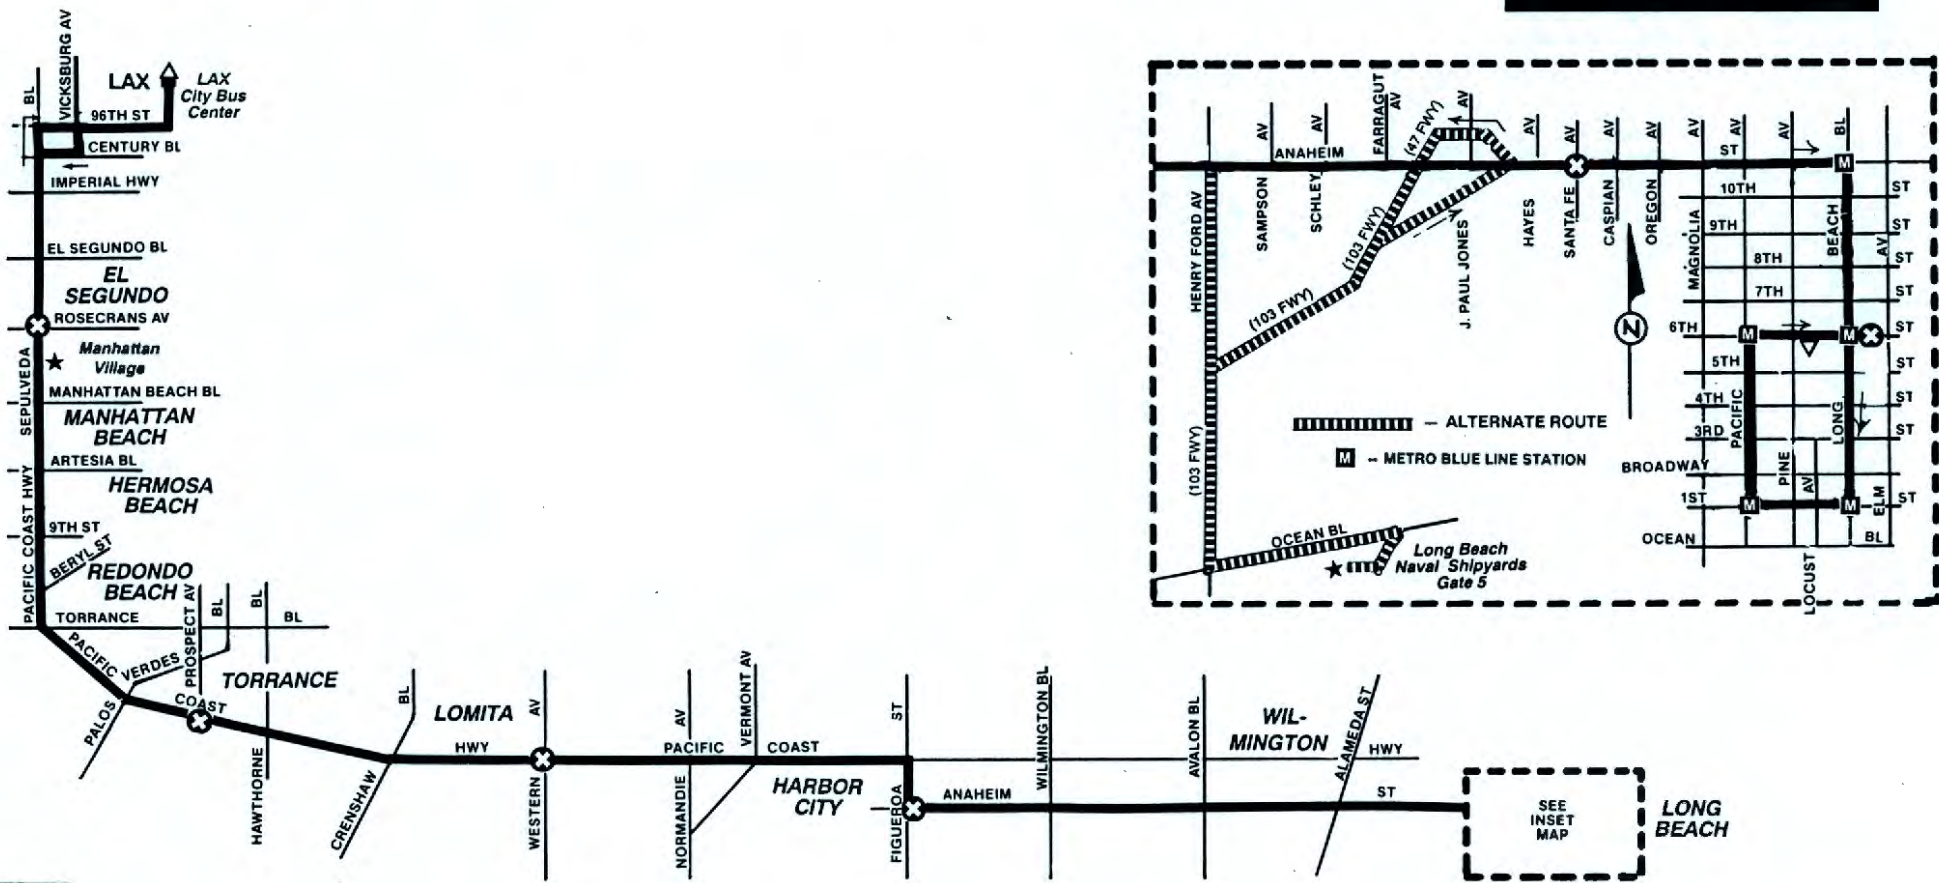 BL
VICKSBURG AV
LAX
LAX
City Bus
Center
96TH ST
CENTURY BL
IMPERIAL HWY
EL SEGUNDO BL
EL
SEGUNDO
ROSECRANS AV
Manhattan
Village
SEPULVEDA
MANHATTAN BEACH BL
MANHATTAN
BEACH
ARTESIA BL
HERMOSA
BEACH
PACIFIC COAST HWY
9TH ST
BERYL ST
REDONDO
BEACH
PROSPECT AV
BL
BL
TORRANCE
BL
PACIFIC
VERDES
PALOS
COAST
TORRANCE
HAWTHORNE
BL
CRENSHAW
LOMITA
HWY
AV
WESTERN
AV
NORMANDIE
PACIFIC
VERMONT AV
COAST
HARBOR
CITY
ST
FIGUEROA
ANAHEIM
WILMINGTON BL
AVALON BL
WIL-
MINGTON
ALAMEDA ST
HWY
ST
SEE
INSET
MAP
LONG
BEACH
ANAHEIM
AV
SAMPSON
AV
SCHLEY
FARRAGUT
AV
(47 FWY)
AV
J. PAUL JONES
AV
HAYES
AV
SANTA FE
AV
CASPIAN
AV
OREGON
AV
MAGNOLIA
ST
AV
PACIFIC
AV
PINE
BL
BEACH
LONG
M
HENRY FORD AV
(103 FWY)
(103 FWY)
(103 FWY)
10TH
ST
9TH
ST
AV
8TH
ST
7TH
ST
6TH
M
M
ST
5TH
ST
4TH
ST
3RD
ST
BROADWAY
1ST
M
M
ELM
ST
AV
OCEAN
BL
LOCUST
N
– ALTERNATE ROUTE
M – METRO BLUE LINE STATION
OCEAN BL
Long Beach
Naval Shipyards
Gate 5